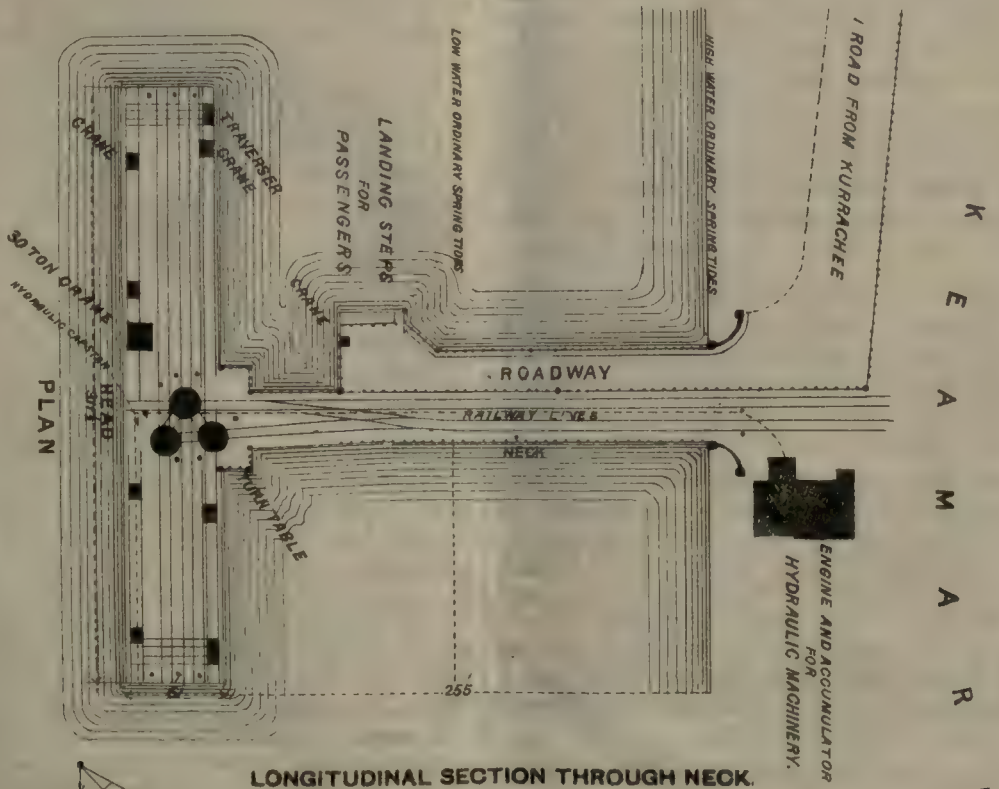 1 ROAD FROM KURRACHEE
KEAMAR
HIGH WATER ORDINARY SPRING TIDES
LOW WATER ORDINARY SPRING TIDES
LANDING STEPS
FOR
PASSENGERS
CRANE
TRAVERSER
CRANE
CRANE
30 TON CRANE
HYDRAULIC
HEAD
PLAN
ROADWAY
RAILWAY LINES
NECK
TURN TABLE
ENGINE AND ACCUMULATOR
FOR
HYDRAULIC MACHINERY.
255
LONGITUDINAL SECTION THROUGH NECK.